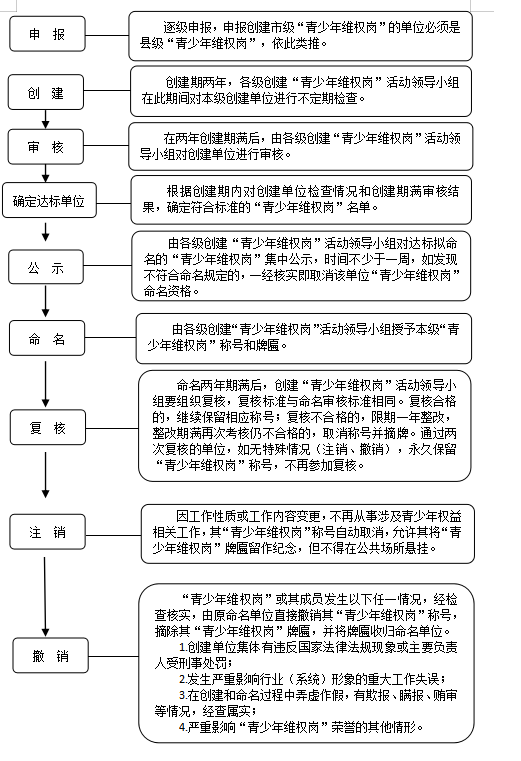 申 报
逐级申报，申报创建市级“青少年维权岗”的单位必须是
县级“青少年维权岗”，依此类推。
创 建
创建期两年，各级创建“青少年维权岗”活动领导小组
在此期间对本级创建单位进行不定期检查。
审 核
在两年创建期满后，由各级创建“青少年维权岗”活动领
导小组对创建单位进行审核。
确定达标单位
根据创建期内对创建单位检查情况和创建期满审核结
果，确定符合标准的“青少年维权岗”名单。
公 示
由各级创建“青少年维权岗”活动领导小组对达标拟命
名的“青少年维权岗”集中公示，时间不少于一周，如发现
不符合命名规定的，一经核实即取消该单位“青少年维权岗”
命名资格。
命 名
由各级创建“青少年维权岗”活动领导小组授予本级“青
少年维权岗”称号和牌匾。
复 核
命名两年期满后，创建“青少年维权岗”活动领导小
组要组织复核，复核标准与命名审核标准相同。复核合格
的，继续保留相应称号；复核不合格的，限期一年整改，
整改期满再次考核仍不合格的，取消称号并摘牌。通过两
次复核的单位，如无特殊情况（注销、撤销），永久保留
“青少年维权岗”称号，不再参加复核。
注 销
因工作性质或工作内容变更，不再从事涉及青少年权益
相关工作，其“青少年维权岗”称号自动取消，允许其将“青
少年维权岗”牌匾留作纪念，但不得在公共场所悬挂。
撤 销
“青少年维权岗”或其成员发生以下任一情况，经检
查核实，由原命名单位直接撤销其“青少年维权岗”称号，
摘除其“青少年维权岗”牌匾，并将牌匾收归命名单位。
1.创建单位集体有违反国家法律法规现象或主要负责
人受刑事处罚；
2.发生严重影响行业（系统）形象的重大工作失误；
3.在创建和命名过程中弄虚作假，有欺报、瞒报、贿审
等情况，经查属实；
4.严重影响“青少年维权岗”荣誉的其他情形。